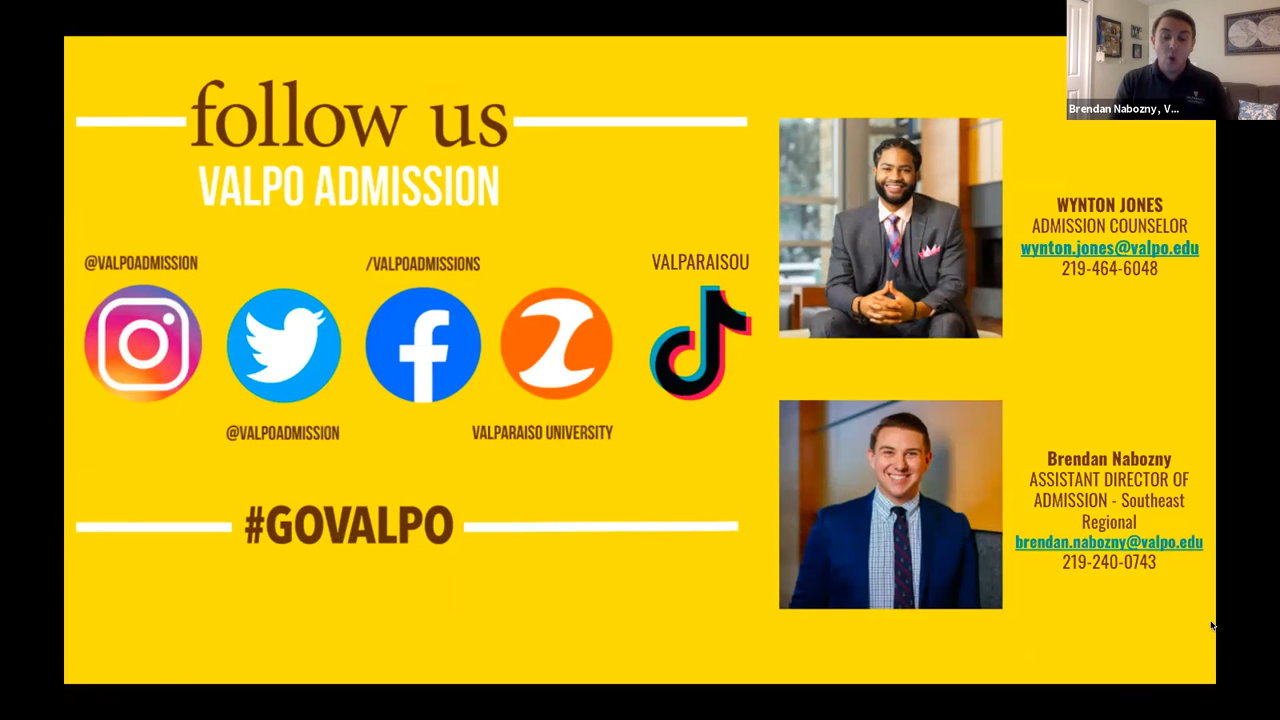 follow us
VALPO ADMISSION
@VALPOADMISSION
/VALPOADMISSIONS
VALPARAISOU
@VALPOADMISSION
VALPARAISO UNIVERSITY
#GOVALPO
WYNTON JONES
ADMISSION COUNSELOR
wynton.jones@valpo.edu
219-464-6048
Brendan Nabozny
ASSISTANT DIRECTOR OF
ADMISSION - Southeast
Regional
brendan.nabozny@valpo.edu
219-240-0743
Brendan Nabozny, V...